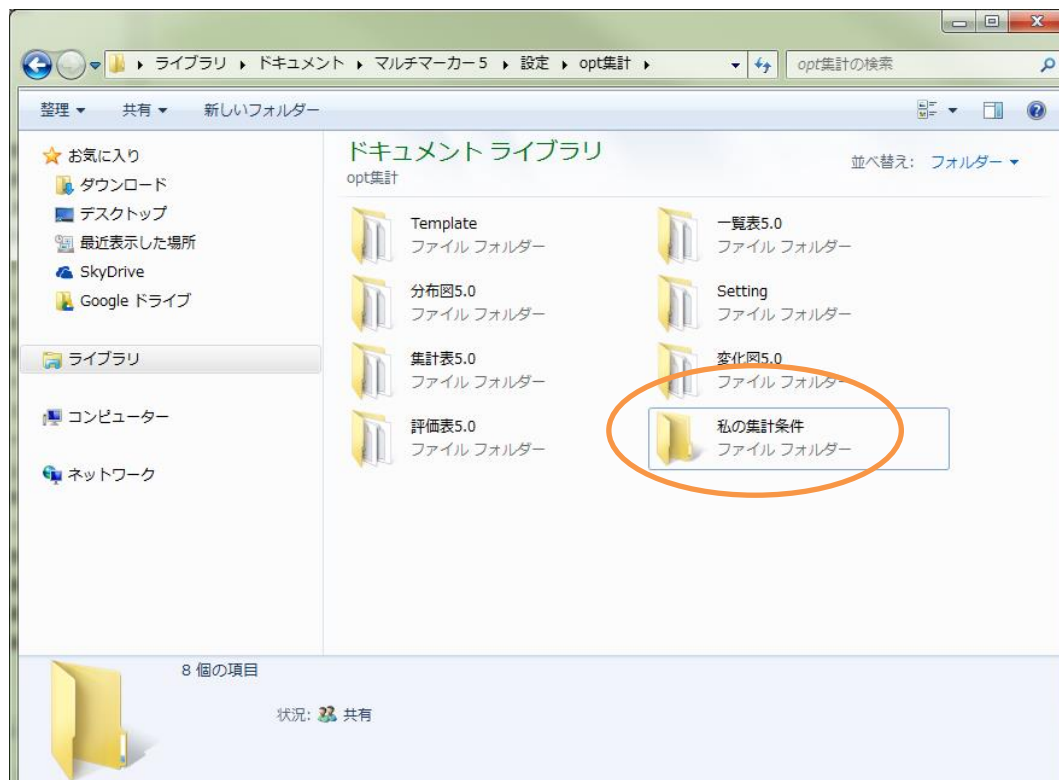 ライブラリ ▸ ドキュメント ▸ マルチマーカー５ ▸ 設定 ▸ opt集計 ▸
opt集計の検索
整理 共有 新しいフォルダー
お気に入り
ダウンロード
デスクトップ
最近表示した場所
SkyDrive
Google ドライブ
ライブラリ
コンピューター
ネットワーク
ドキュメント ライブラリ
opt集計
並べ替え: フォルダー
Template
ファイル フォルダー
一覧表5.0
ファイル フォルダー
分布図5.0
ファイル フォルダー
Setting
ファイル フォルダー
集計表5.0
ファイル フォルダー
変化図5.0
ファイル フォルダー
評価表5.0
ファイル フォルダー
私の集計条件
ファイル フォルダー
8 個の項目
状況: 共有